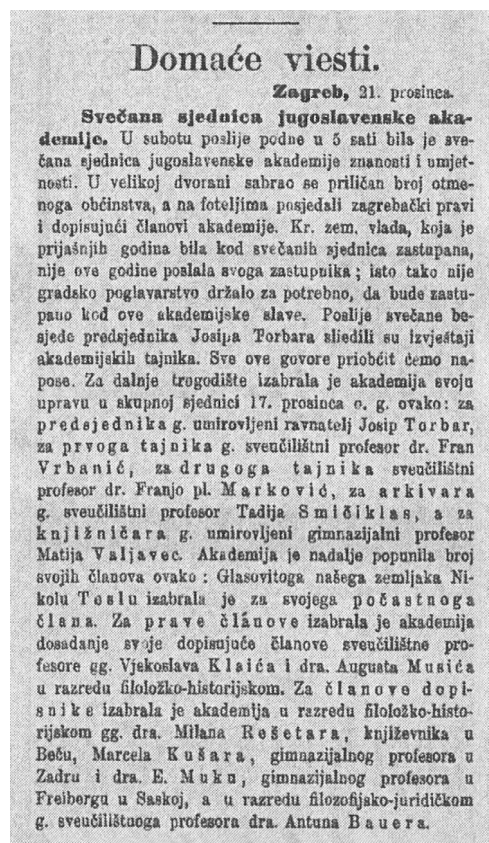 Domaće viesti.
Zagreb, 21. prosinca.
Svečana sjednica jugoslavenske aka-
demije. U subotu poslije podne u 5 sati bila je sve-
čana sjednica jugoslavenske akademije znanosti i umjet-
nosti. U velikoj dvorani sabrao se priličan broj otme-
noga občinstva, a na foteljima posjedali zagrebački pravi
i dopisujući članovi akademije. Kr. zem. vlada, koja je
prijašnjih godina bila kod svečanih sjednica zastupana,
nije ove godine poslala svoga zastupnika; isto tako nije
gradsko poglavarstvo držalo za potrebno, da bude zastu-
pano kod ove akademijske slave. Poslije svečane be-
sjede predsjednika Josipa Torbara sliedili su izvještaji
akademijskih tajnika. Sve ove govore priobćit ćemo na-
pose. Za dalnje trogodište izabrala je akademija svoju
upravu u skupnoj sjednici 17. prosinca o. g. ovako: za
predsjednika g. umirovljeni ravnatelj Josip Torbar,
za prvoga tajnika g. sveučilištni profesor dr. Fran
Vrbanić, za drugoga tajnika sveučilištni
profesor dr. Franjo pl. Marković, za arkivara
g. sveučilištni profesor Tadija Smičiklas, a za
knjižničara g. umirovljeni gimnazijalni profesor
Matija Valjavec. Akademija je nadalje popunila broj
svojih članova ovako: Glasovitoga našega zemljaka Ni-
kolu Teslu izabrala je za svojega počastnoga
člana. Za prave članove izabrala je akademija
dosadanje svoje dopisujuće članove sveučilištne pro-
fesore gg. Vjekoslava Klaića i dra. Augusta Musića
u razredu filoložko-historijskom. Za članove dopi-
snike izabrala je akademija u razredu filoložko-histo-
rijskom gg. dra. Milana Rešetara, književnika u
Beču, Marcela Kušara, gimnazijalnog profesora u
Zadru i dra. E. Muku, gimnazijalnog profesora u
Freibergu u Saskoj, a u razredu filozofijsko-juridičkom
g. sveučilištnoga profesora dra. Antuna Bauera.